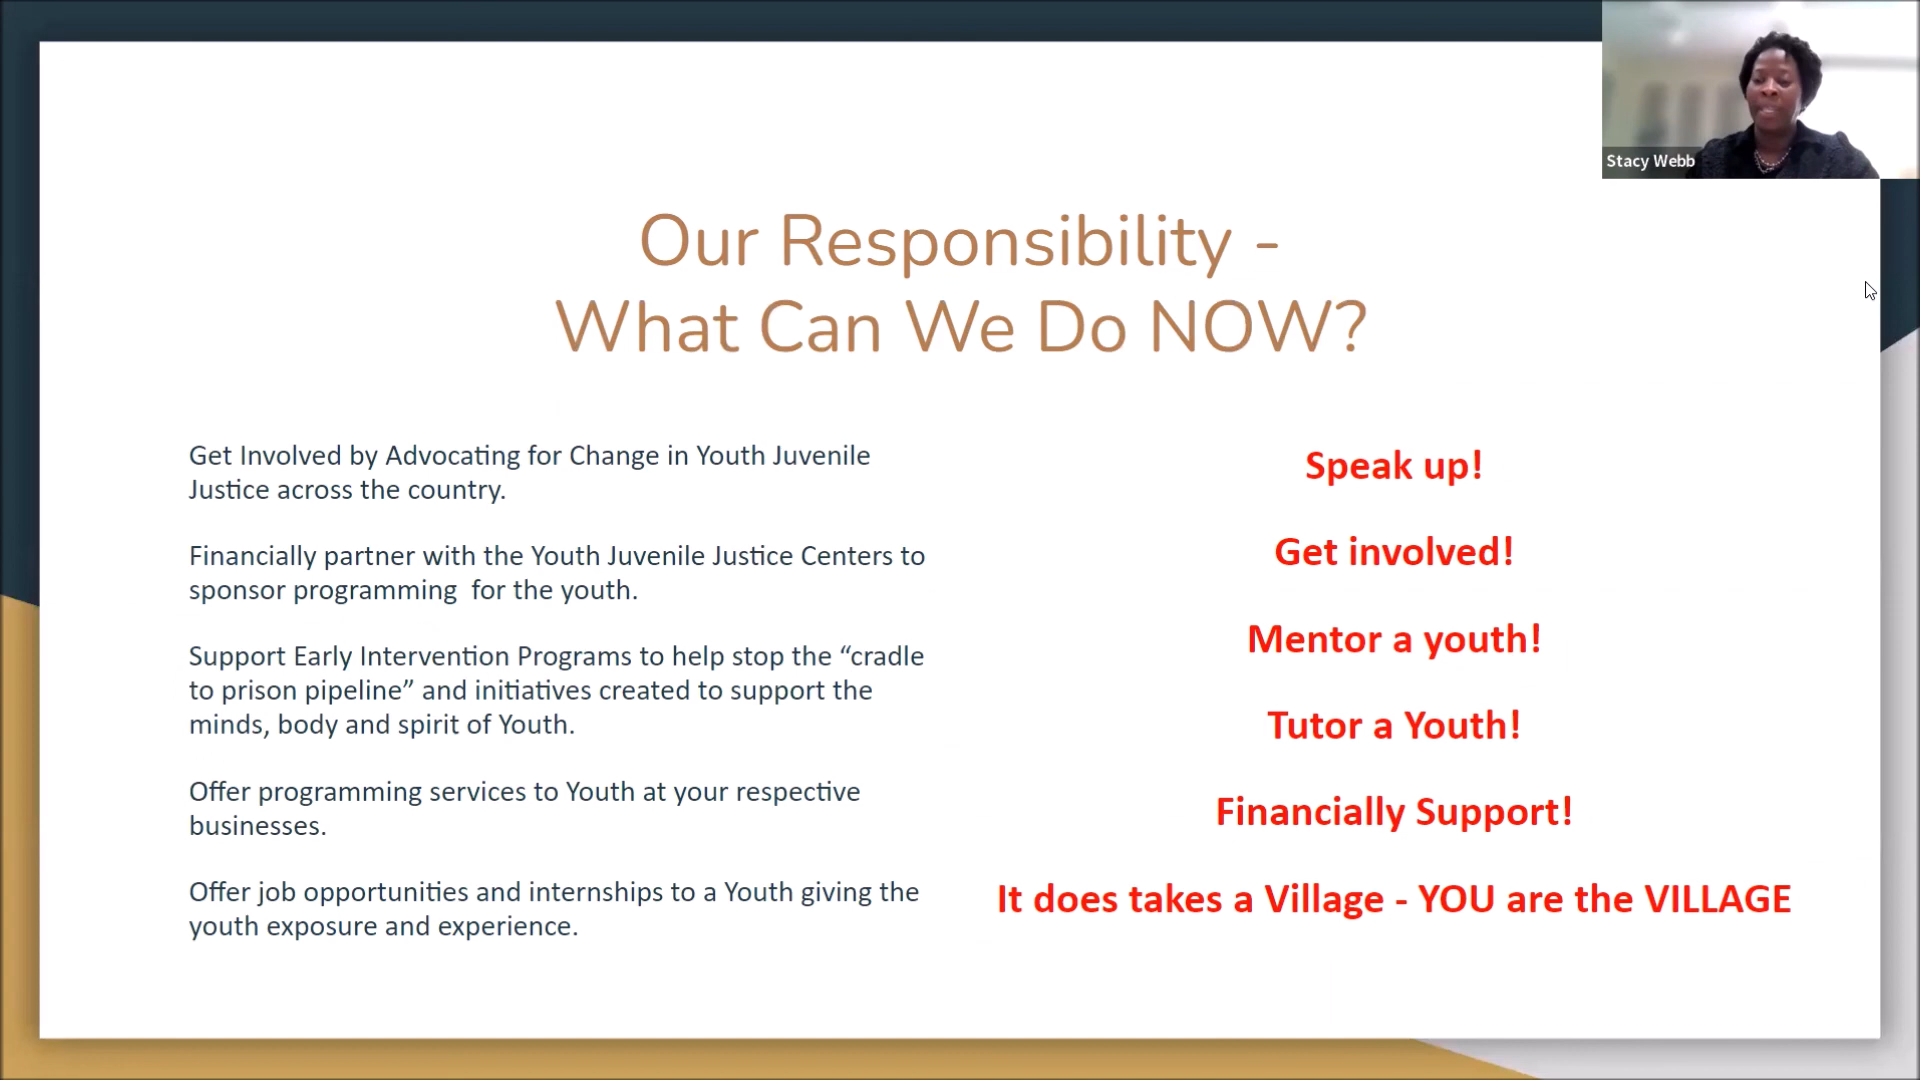 Stacy Webb
Our Responsibility -
What Can We Do NOW?
Get Involved by Advocating for Change in Youth Juvenile
Justice across the country.
Financially partner with the Youth Juvenile Justice Centers to
sponsor programming  for the youth.
Support Early Intervention Programs to help stop the “cradle
to prison pipeline” and initiatives created to support the
minds, body and spirit of Youth.
Offer programming services to Youth at your respective
businesses.
Offer job opportunities and internships to a Youth giving the
youth exposure and experience.
Speak up!
Get involved!
Mentor a youth!
Tutor a Youth!
Financially Support!
It does takes a Village - YOU are the VILLAGE